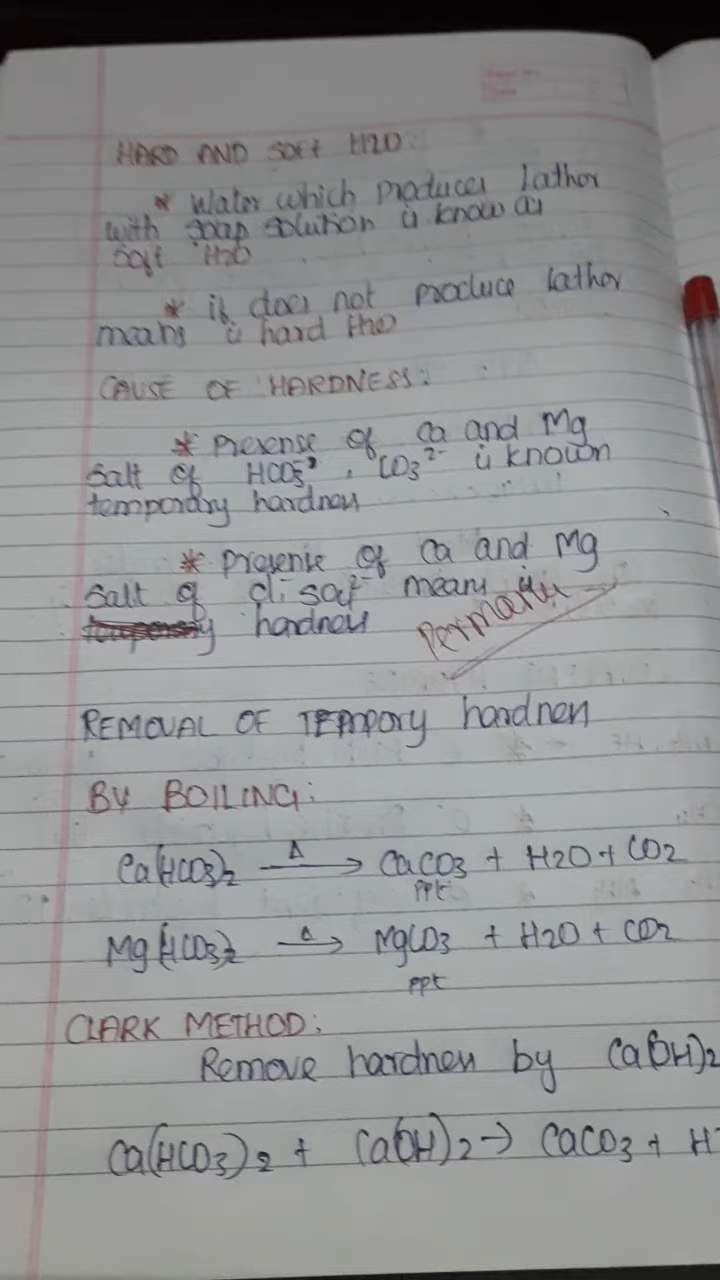 HARD AND SOFT H2O:
* Water which produces lather
with soap solution is know as
soft H2O
* if does not produce lather
means is hard H2O
CAUSE OF HARDNESS:
* Presense of Ca and Mg
Salt of HCO3-, CO3 2- is known
temporary hardness
* Presense of Ca and Mg
Salt of cl- so4 2- means is
hardness Permanent
REMOVAL OF TEMPORY hardness
BY BOILING:
Ca(HCO3)2 Δ→ CaCO3 + H2O + CO2
ppt
Mg(HCO3)2 Δ→ MgCO3 + H2O + CO2
ppt
CLARK METHOD:
Remove hardness by Ca(OH)2
Ca(HCO3)2 + Ca(OH)2 → CaCO3 + H